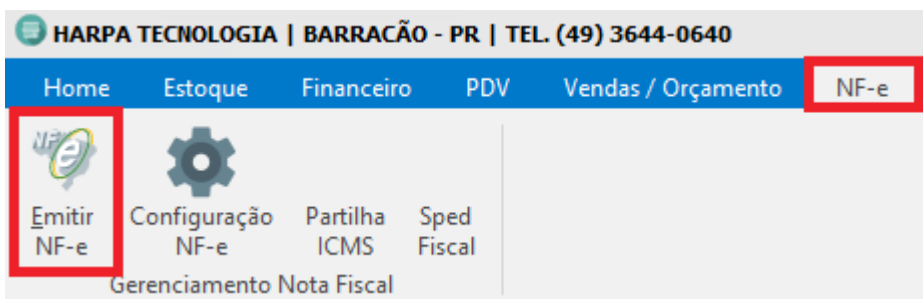 HARPA TECNOLOGIA | BARRACÃO - PR | TEL. (49) 3644-0640
Home Estoque Financeiro PDV Vendas / Orçamento NF-e
NF-e
Emitir Configuração Partilha Sped
NF-e NF-e ICMS Fiscal
Gerenciamento Nota Fiscal